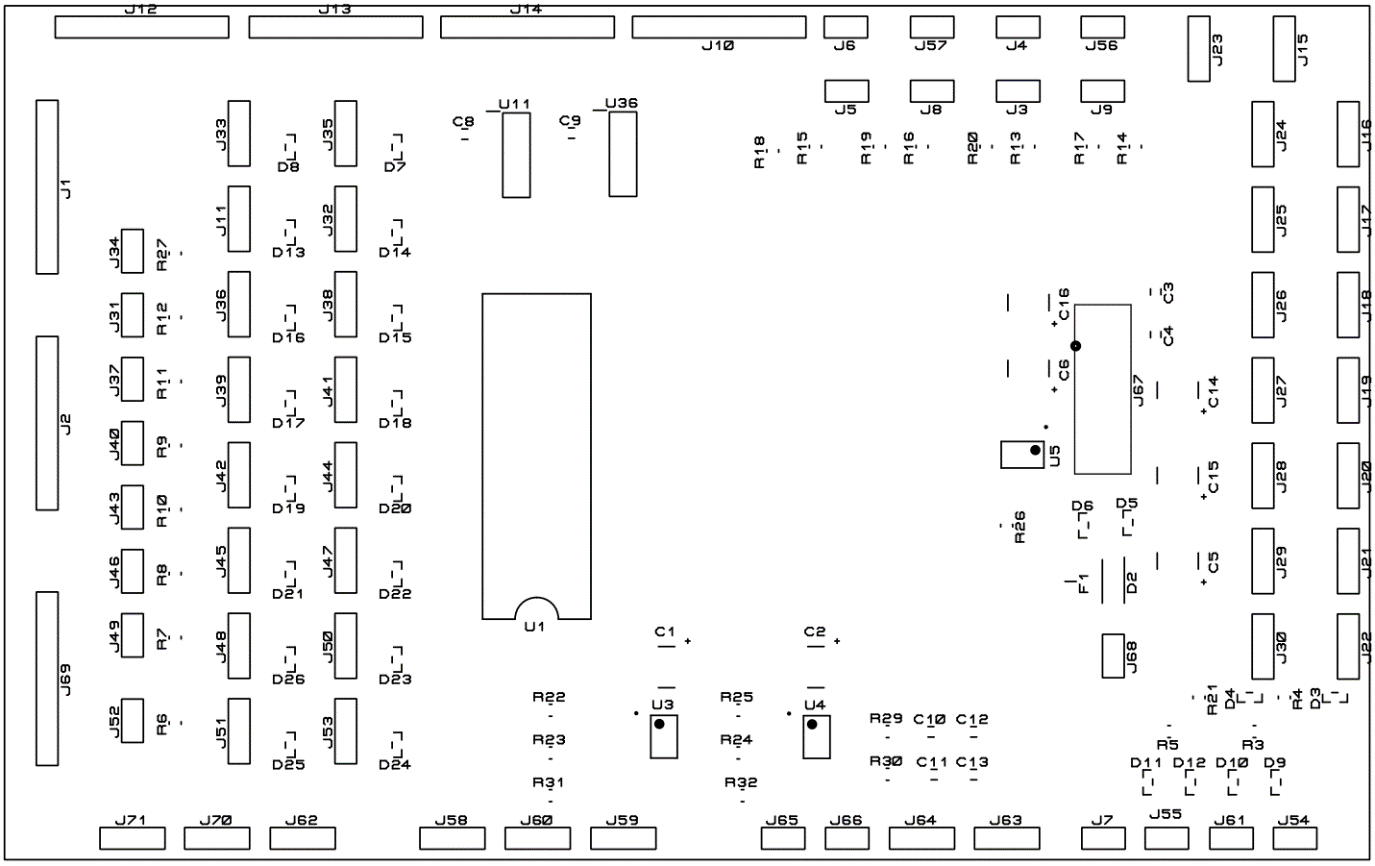 J12 J13 J14 J10 J6 J57 J4 J56 J23 J15
J5 J8 J3 J9
U11 U36
C8 C9
J33 J35 J24 J16
R18 R15 R19 R16 R20 R13 R17 R14
D8 D7
J1
J11 J32 J25 J17
J34 R27 D13 D14
J31 R12 J36 J38 C16 C3 J26 J18
D16 D15 C4
J37 R11 J39 J41 C6 J67 C14 J27 J19
J2 D17 D18
J40 R9 J42 J44 U5 C15 J28 J20
J43 R10 D19 D20 R26 D6 D5
J46 R8 J45 J47 F1 D2 C5 J29 J21
D21 D22
J49 R7 J48 J50 U1 C1 C2 J68 J30 J22
J69 D26 D23
R22 U3 R25 U4 R21 D4 R4 D3
J52 R6 J51 J53 R23 R24 R29 C10 C12 R5 R3
D25 D24 R31 R32 R30 C11 C13 D11 D12 D10 D9
J71 J70 J62 J58 J60 J59 J65 J66 J64 J63 J7 J55 J61 J54